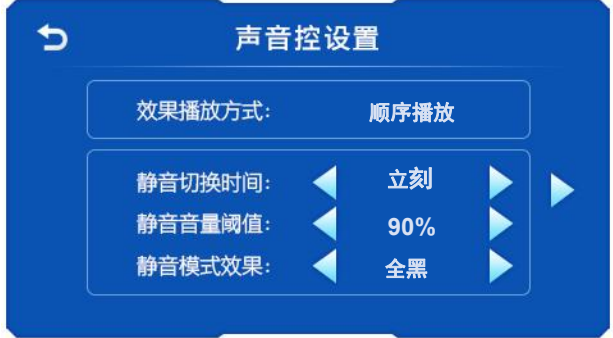 声音控设置
效果播放方式: 顺序播放
静音切换时间: 立刻
静音音量阈值: 90%
静音模式效果: 全黑